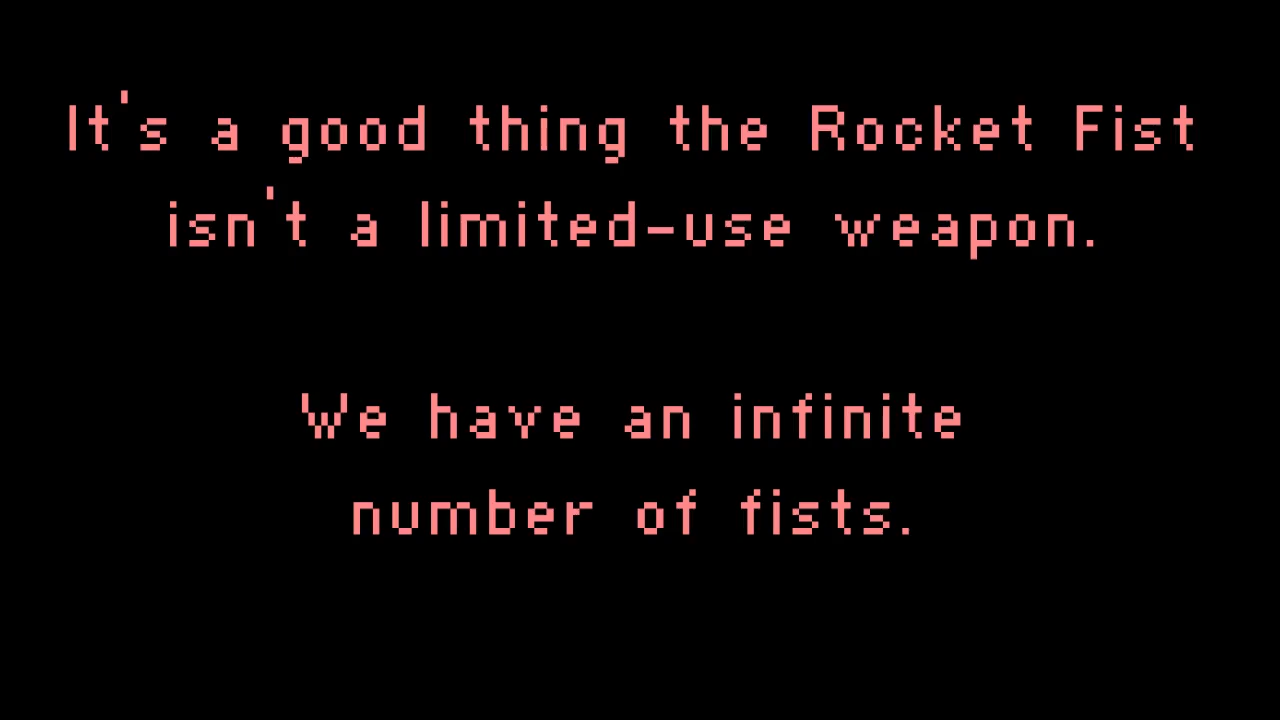 It's a good thing the Rocket Fist
isn't a limited-use weapon.
We have an infinite
number of fists.